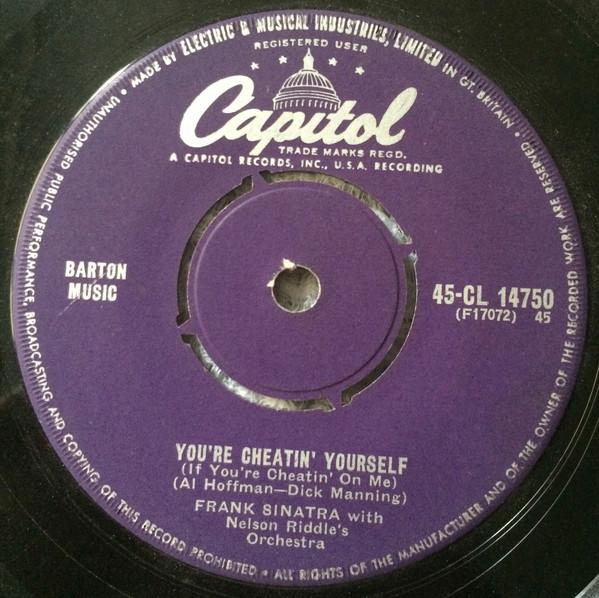 MADE BY ELECTRIC & MUSICAL INDUSTRIES, LIMITED IN GT. BRITAIN • ALL RIGHTS OF THE MANUFACTURER AND OF THE OWNER OF THE RECORDED WORK ARE RESERVED • UNAUTHORISED PUBLIC PERFORMANCE, BROADCASTING AND COPYING OF THIS RECORD PROHIBITED •
REGISTERED USER
Capitol
TRADE MARKS REGD.
A CAPITOL RECORDS, INC., U.S.A. RECORDING
BARTON
MUSIC
45-CL 14750
(F17072) 45
YOU'RE CHEATIN' YOURSELF
(If You're Cheatin' On Me)
(Al Hoffman—Dick Manning)
FRANK SINATRA with
Nelson Riddle's
Orchestra